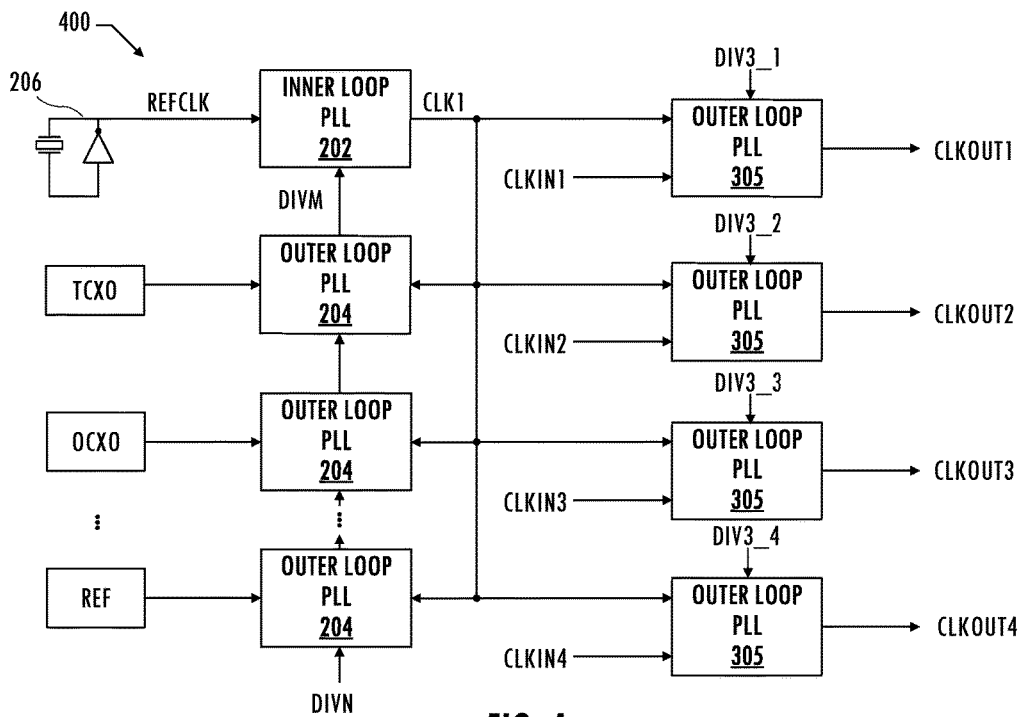 400
206
REFCLK
INNER LOOP
PLL
202
CLK1
DIV3_1
OUTER LOOP
PLL
305
CLKIN1
CLKOUT1
DIVM
TCXO
OUTER LOOP
PLL
204
DIV3_2
OUTER LOOP
PLL
305
CLKIN2
CLKOUT2
OCXO
OUTER LOOP
PLL
204
DIV3_3
OUTER LOOP
PLL
305
CLKIN3
CLKOUT3
...
...
REF
OUTER LOOP
PLL
204
DIVN
DIV3_4
OUTER LOOP
PLL
305
CLKIN4
CLKOUT4